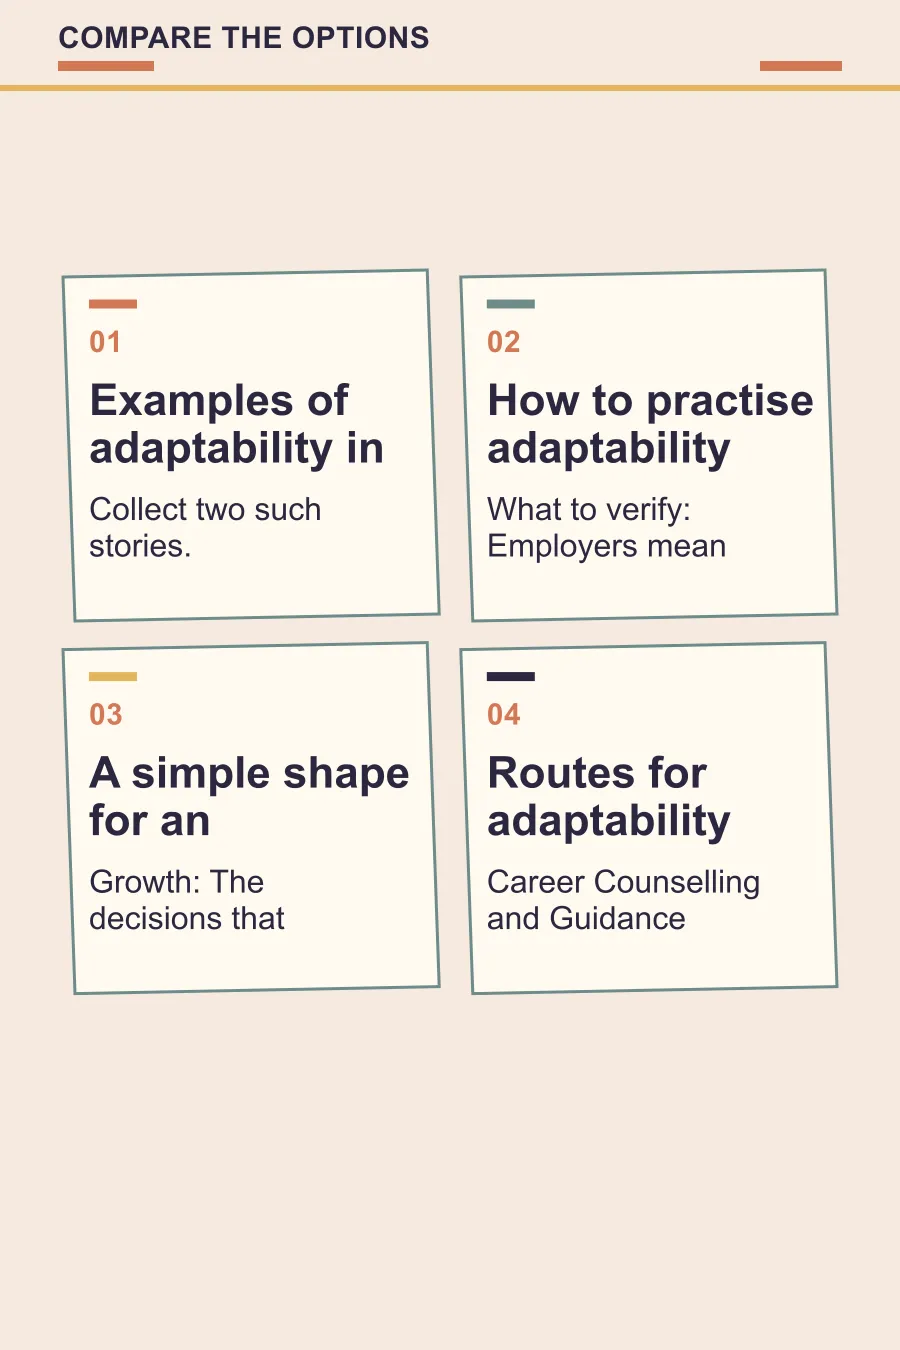 COMPARE THE OPTIONS
01
Examples of
adaptability in
Collect two such
stories.
02
How to practise
adaptability
What to verify:
Employers mean
03
A simple shape
for an
Growth: The
decisions that
04
Routes for
adaptability
Career Counselling
and Guidance